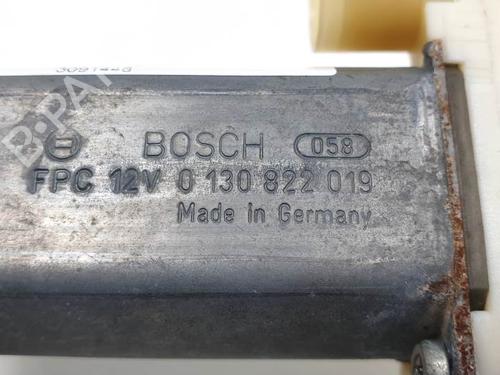 BOSCH 058
FPC 12V 0 130 822 019
Made in Germany